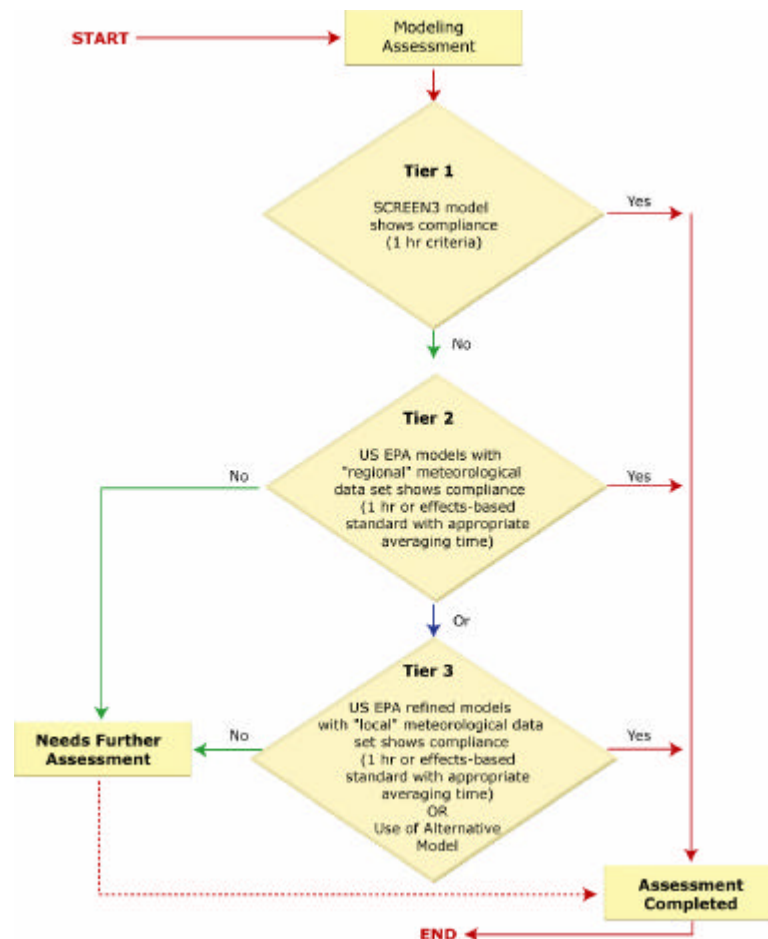 START
Modeling
Assessment
Tier 1
SCREEN3 model
shows compliance
(1 hr criteria)
Yes
No
Tier 2
US EPA models with
"regional" meteorological
data set shows compliance
(1 hr or effects-based
standard with appropriate
averaging time)
No
Yes
Or
Tier 3
US EPA refined models
with "local" meteorological data
set shows compliance
(1 hr or effects-based
standard with appropriate
averaging time)
OR
Use of Alternative
Model
No
Yes
Needs Further
Assessment
Assessment
Completed
END